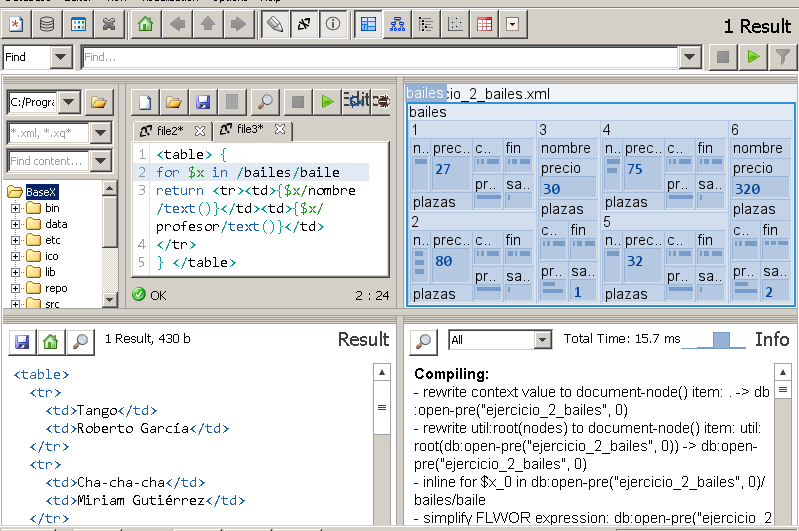 1 Result
Find
Find...
C:/Progra
*.xml, *.xq*
Find content...
BaseX
bin
data
etc
ico
lib
repo
src
Edit
file2*
file3*
1 <table> {
2 for $x in /bailes/baile
3 return <tr><td>{$x/nombre
/text()}</td><td>{$x/
profesor/text()}</td>
4 </tr>
5 } </table>
OK
2 : 24
bailes
cio_2_bailes.xml
bailes
1
n.. prec... c... fin
27
pr... sa...
plazas
2
n.. prec... c... fin
80
pr... sa...
plazas
3
nombre
precio
30
plazas
c... fin
pr... sa...
1
4
n.. prec... c... fin
75
pr... sa...
plazas
5
n.. prec... c... fin
32
pr... sa...
plazas
6
nombre
precio
320
plazas
c... fin
pr... sa...
2
1 Result, 430 b
Result
<table>
<tr>
<td>Tango</td>
<td>Roberto García</td>
</tr>
<tr>
<td>Cha-cha-cha</td>
<td>Miriam Gutiérrez</td>
</tr>
All
Total Time: 15.7 ms
Info
Compiling:
- rewrite context value to document-node() item: . -> db
:open-pre("ejercicio_2_bailes", 0)
- rewrite util:root(nodes) to document-node() item: util:
root(db:open-pre("ejercicio_2_bailes", 0)) -> db:open-
pre("ejercicio_2_bailes", 0)
- inline for $x_0 in db:open-pre("ejercicio_2_bailes", 0)/
bailes/baile
- simplify FLWOR expression: db:open-pre("ejercicio_2